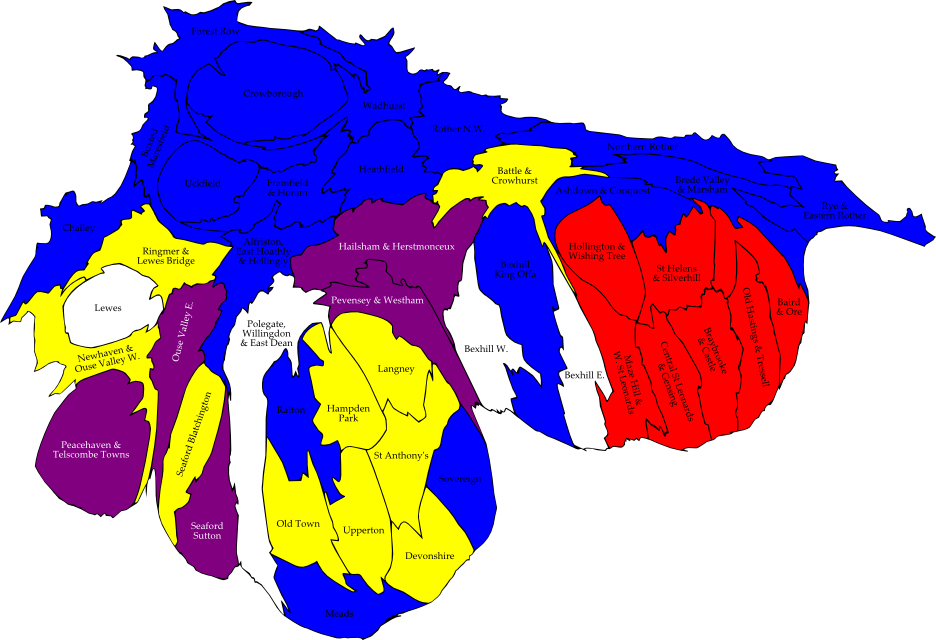 Forest Row
Crowborough
Wadhurst
Rother N.W.
Buxted
Maresfield
Northern Rother
Heathfield
Battle &
Crowhurst
Uckfield
Framfield
& Horam
Brede Valley
& Marsham
Ashdown & Conquest
Rye &
Eastern Rother
Chailey
Alfriston,
East Hoathly
& Hellingly
Hailsham & Herstmonceux
Hollington &
Wishing Tree
Ringmer &
Lewes Bridge
Bexhill
King Offa
St Helens
& Silverhill
Lewes
Pevensey & Westham
Old Hastings & Tressell
Baird
& Ore
Ouse Valley E.
Polegate,
Willingdon
& East Dean
Bexhill W.
Braybrooke
& Castle
Newhaven &
Ouse Valley W.
Langney
Bexhill E.
Maze Hill &
W. St Leonards
Central St Leonards
& Gensing
Ratton
Hampden
Park
Seaford Blatchington
Peacehaven &
Telscombe Towns
St Anthony's
Sovereign
Seaford
Sutton
Old Town
Upperton
Devonshire
Meads